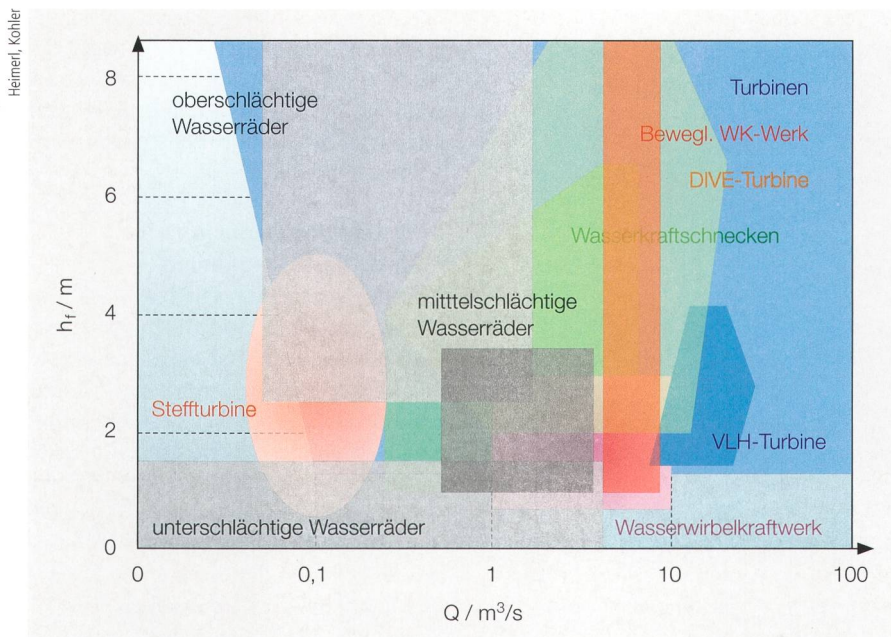 Heimerl, Kohler
8
6
4
2
0
h_f / m
oberschlächtige
Wasserräder
Turbinen
Bewegl. WK-Werk
DIVE-Turbine
Wasserkraftschnecken
mitttelschlächtige
Wasserräder
Steffturbine
VLH-Turbine
unterschlächtige Wasserräder
Wasserwirbelkraftwerk
0
0,1
1
10
100
Q / m³/s